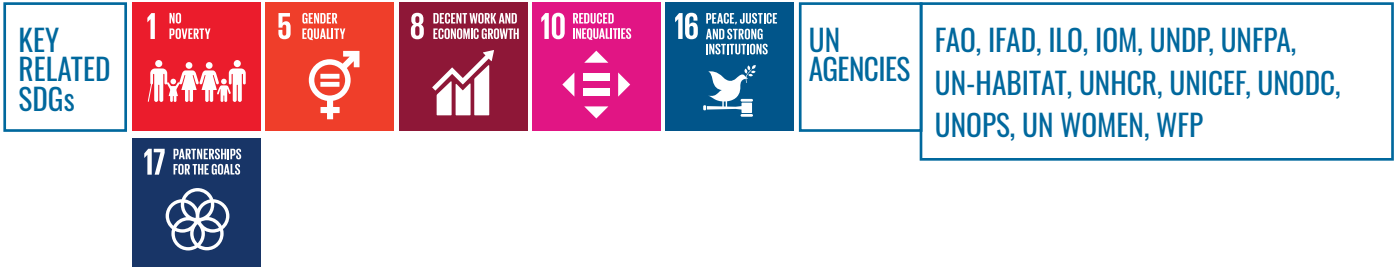 KEY
RELATED
SDGs
1 NO
POVERTY
5 GENDER
EQUALITY
8 DECENT WORK AND
ECONOMIC GROWTH
10 REDUCED
INEQUALITIES
16 PEACE, JUSTICE
AND STRONG
INSTITUTIONS
17 PARTNERSHIPS
FOR THE GOALS
UN
AGENCIES
FAO, IFAD, ILO, IOM, UNDP, UNFPA,
UN-HABITAT, UNHCR, UNICEF, UNODC,
UNOPS, UN WOMEN, WFP